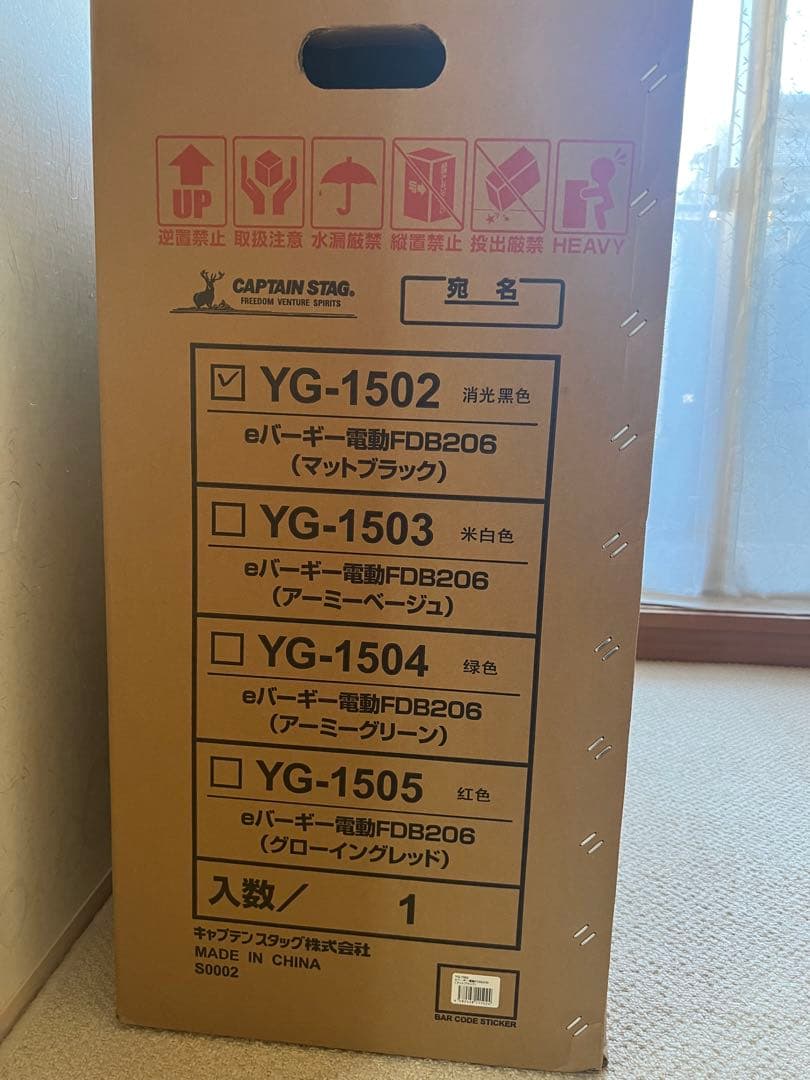 UP
逆置禁止 取扱注意 水漏厳禁 縦置禁止 投出厳禁 HEAVY
CAPTAIN STAG®
FREEDOM VENTURE SPIRITS
宛名
YG-1502 消光黑色
eバーギー電動FDB206
(マットブラック)
YG-1503 米白色
eバーギー電動FDB206
(アーミーベージュ)
YG-1504 绿色
eバーギー電動FDB206
(アーミーグリーン)
YG-1505 红色
eバーギー電動FDB206
(グローイングレッド)
入数/ 1
キャプテンスタッグ株式会社
MADE IN CHINA
S0002
BAR CODE STICKER